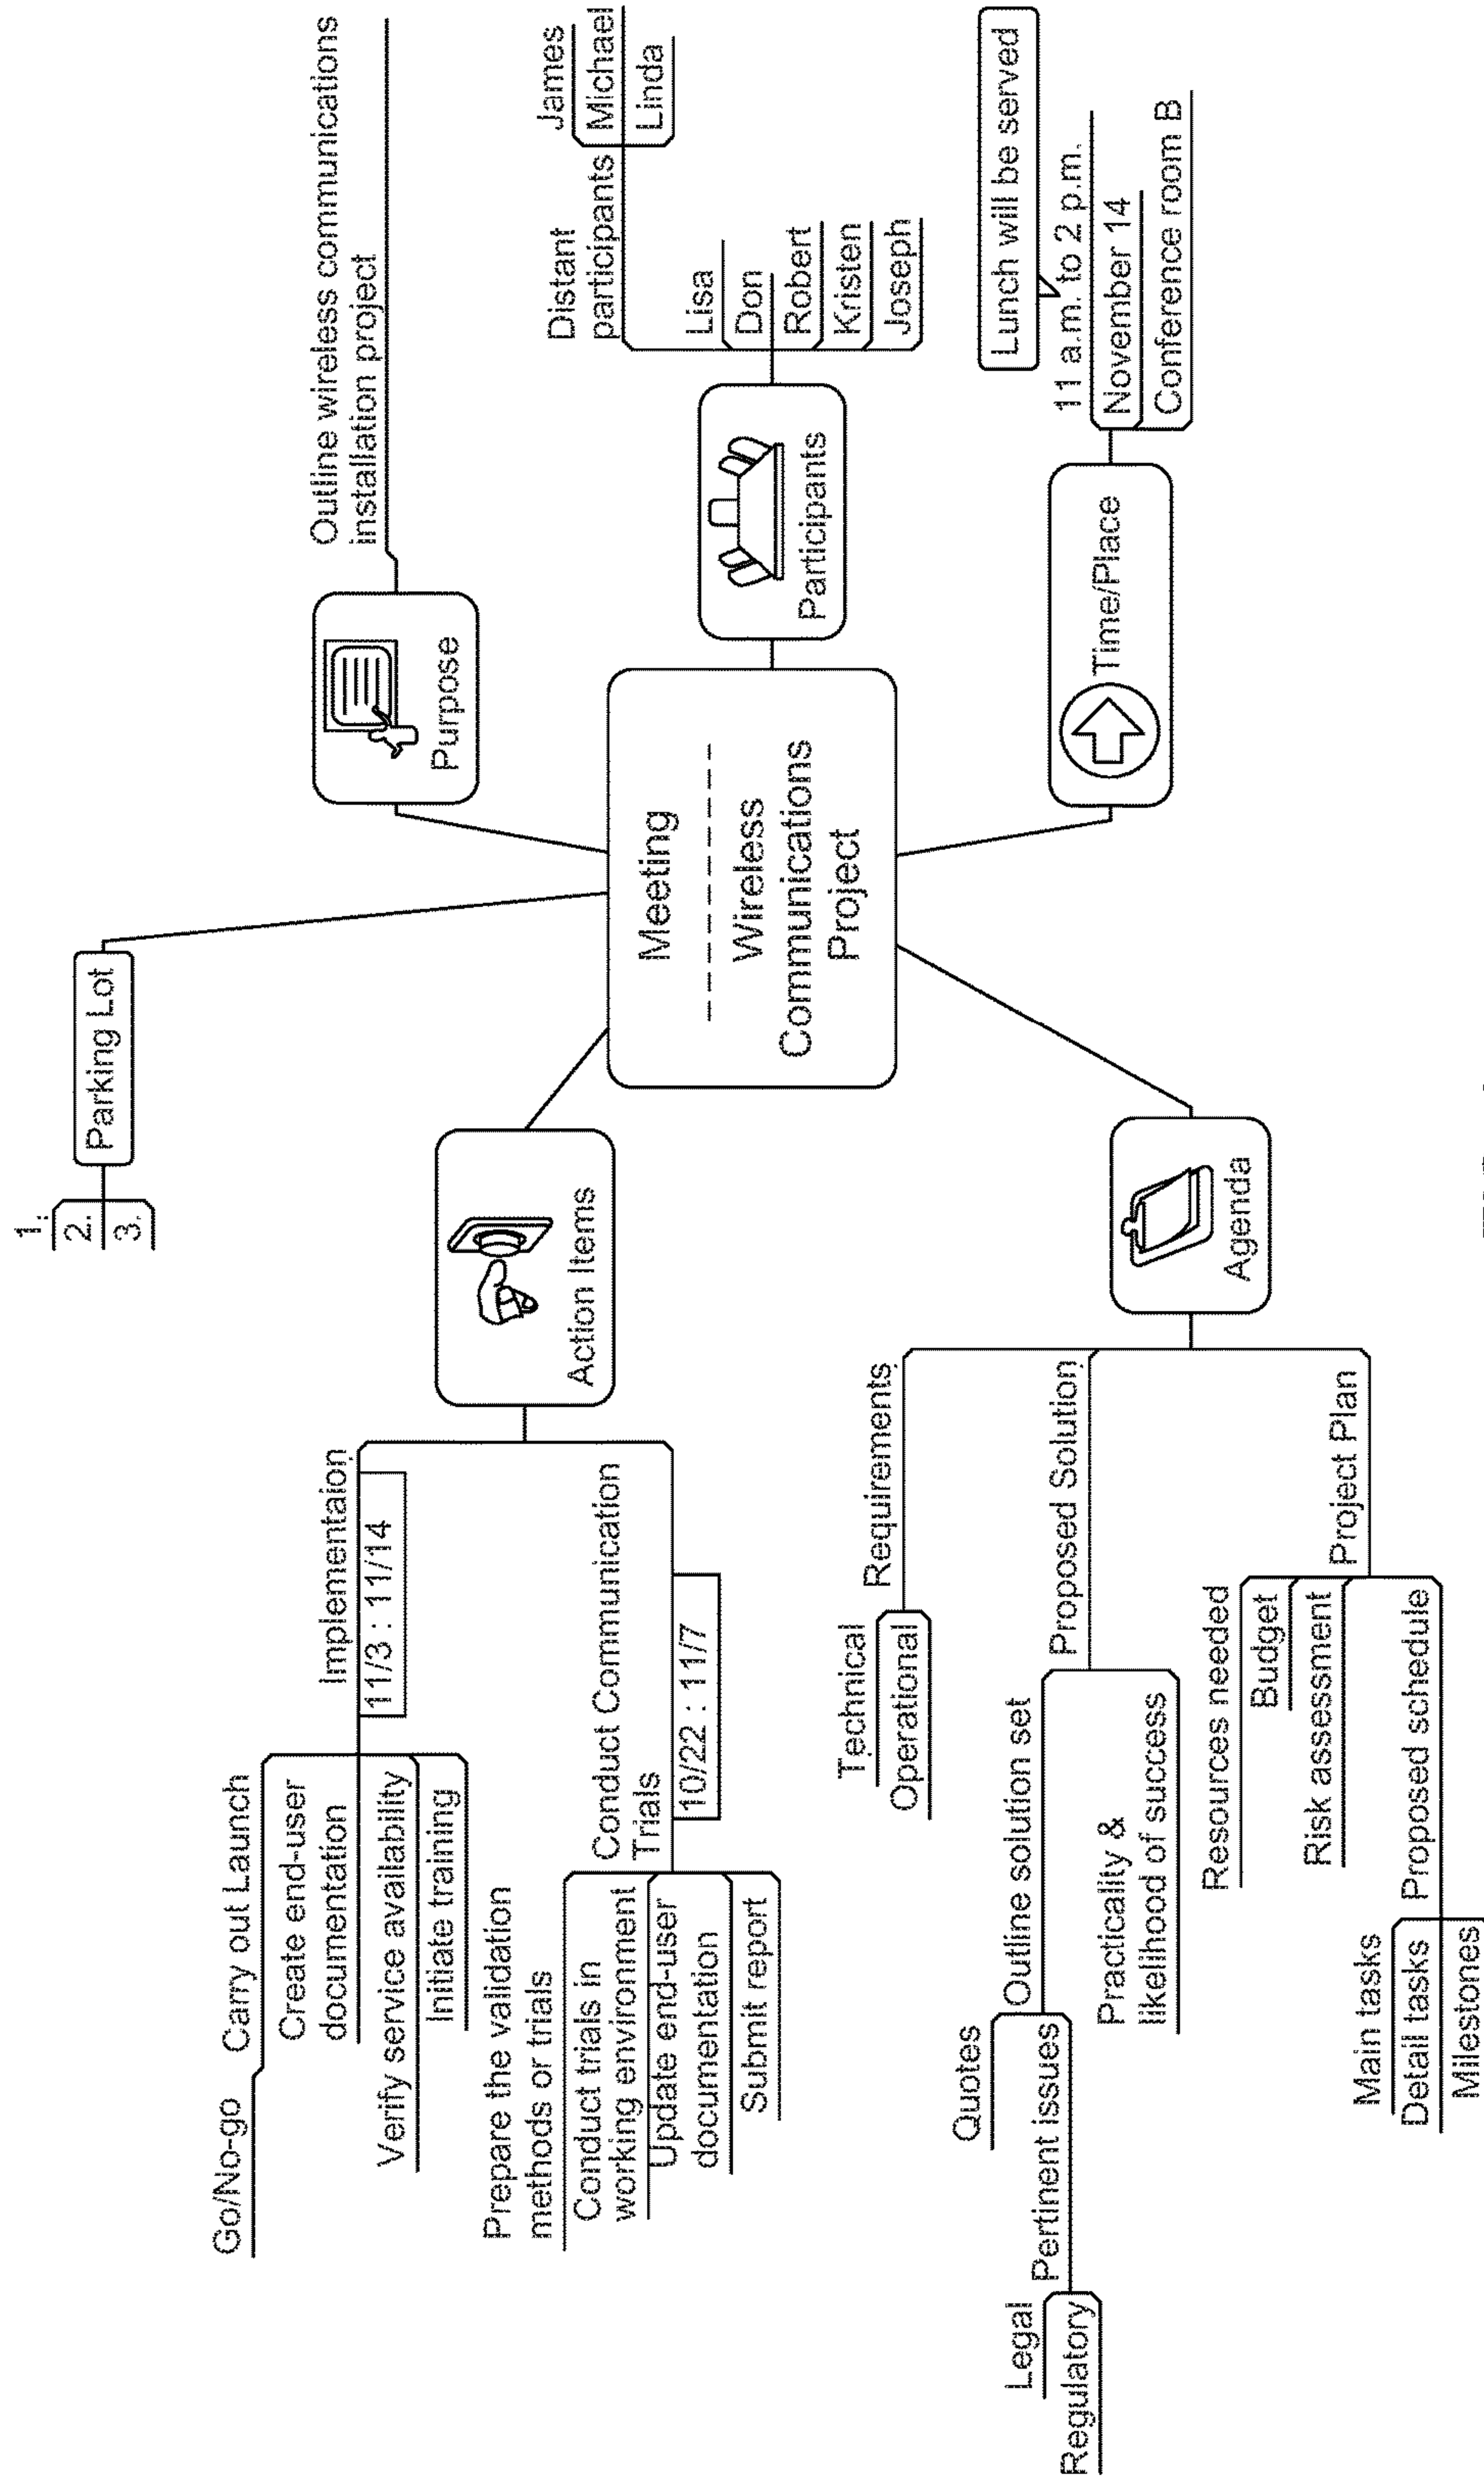 1.
2.
3.
Parking Lot
Go/No-go
Carry out Launch
Create end-user
documentation
Verify service availability
Initiate training
Implementaion
11/3 : 11/14
Prepare the validation
methods or trials
Conduct trials in
working environment
Update end-user
documentation
Submit report
Conduct Communication
Trials
10/22 : 11/7
Action Items
Purpose
Outline wireless communications
installation project
Meeting
Wireless
Communications
Project
Participants
Distant
participants
James
Michael
Linda
Lisa
Don
Robert
Kristen
Joseph
Technical
Operational
Requirements
Quotes
Legal
Regulatory
Pertinent issues
Outline solution set
Practicality &
likelihood of success
Proposed Solution
Resources needed
Budget
Risk assessment
Main tasks
Detail tasks
Milestones
Proposed schedule
Project Plan
Agenda
Time/Place
Lunch will be served
11 a.m. to 2 p.m.
November 14
Conference room B